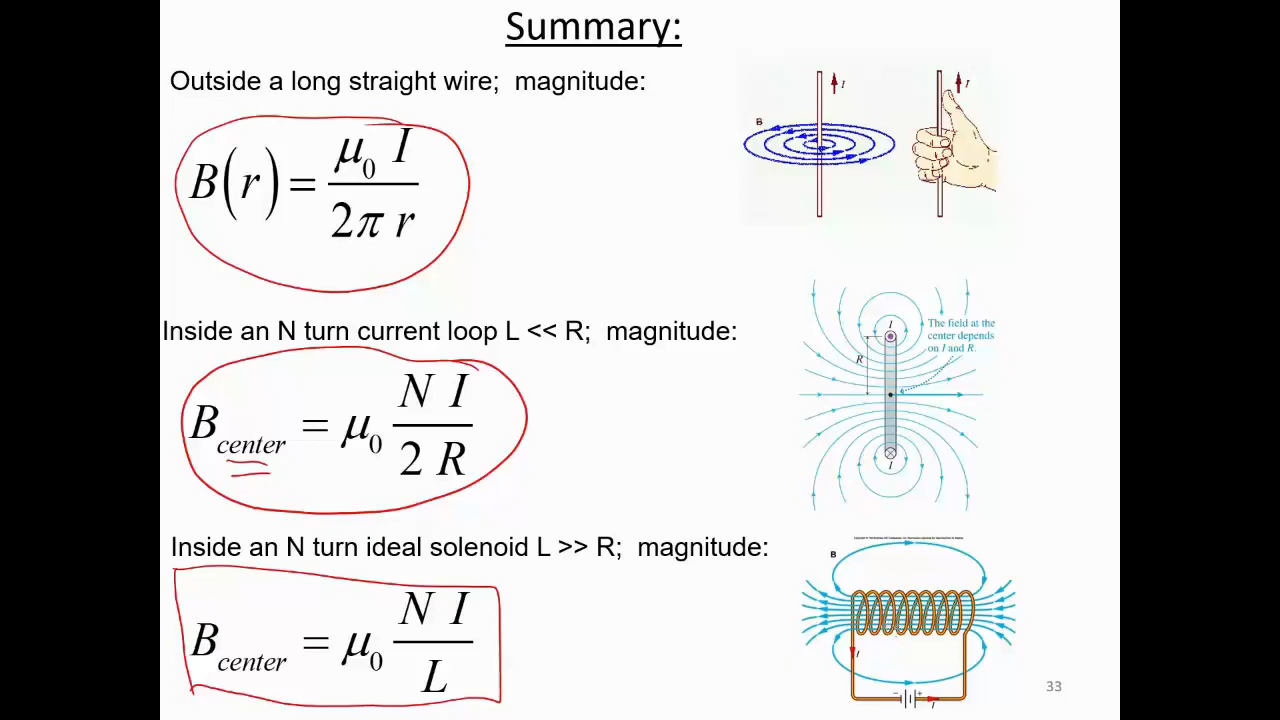 Summary:
Outside a long straight wire; magnitude:
B(r) = μ₀ I / 2π r
B
I
I
Inside an N turn current loop L << R; magnitude:
B_center = μ₀ N I / 2 R
I
The field at the
center depends
on I and R.
R
I
Inside an N turn ideal solenoid L >> R; magnitude:
B_center = μ₀ N I / L
B
I
− +
I
33